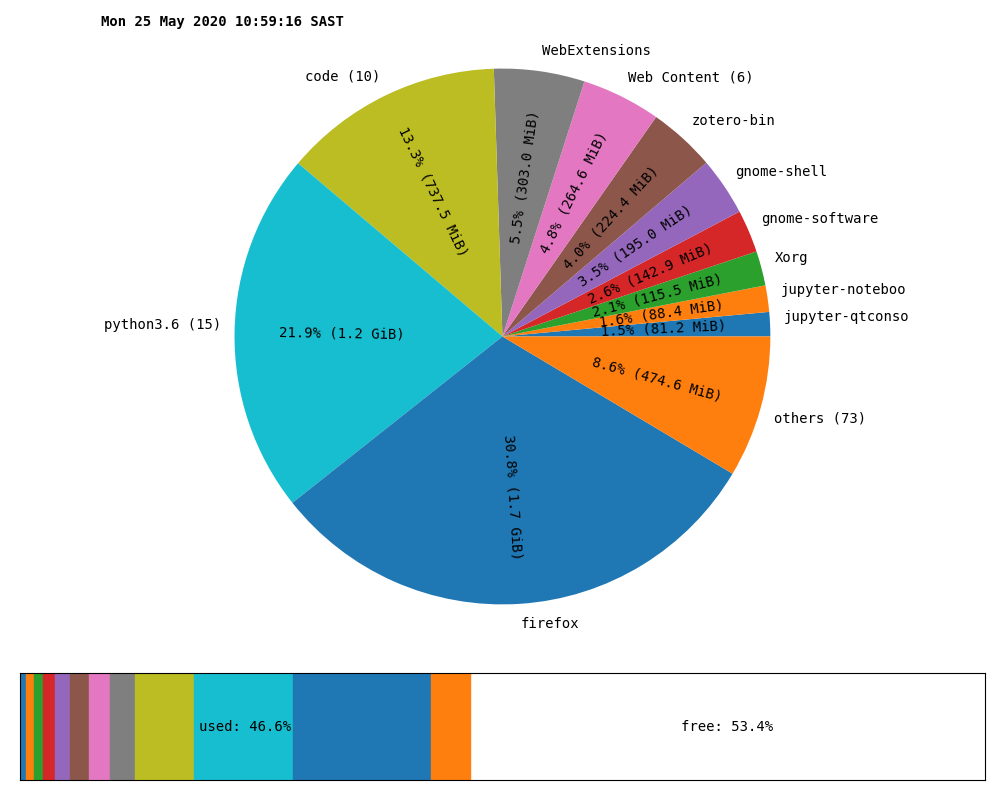 Mon 25 May 2020 10:59:16 SAST
WebExtensions
code (10)
Web Content (6)
zotero-bin
gnome-shell
gnome-software
Xorg
jupyter-noteboo
jupyter-qtconso
python3.6 (15)
others (73)
firefox
13.3% (737.5 MiB)
5.5% (303.0 MiB)
4.8% (264.6 MiB)
4.0% (224.4 MiB)
3.5% (195.0 MiB)
2.6% (142.9 MiB)
2.1% (115.5 MiB)
1.6% (88.4 MiB)
1.5% (81.2 MiB)
21.9% (1.2 GiB)
8.6% (474.6 MiB)
30.8% (1.7 GiB)
used: 46.6%
free: 53.4%